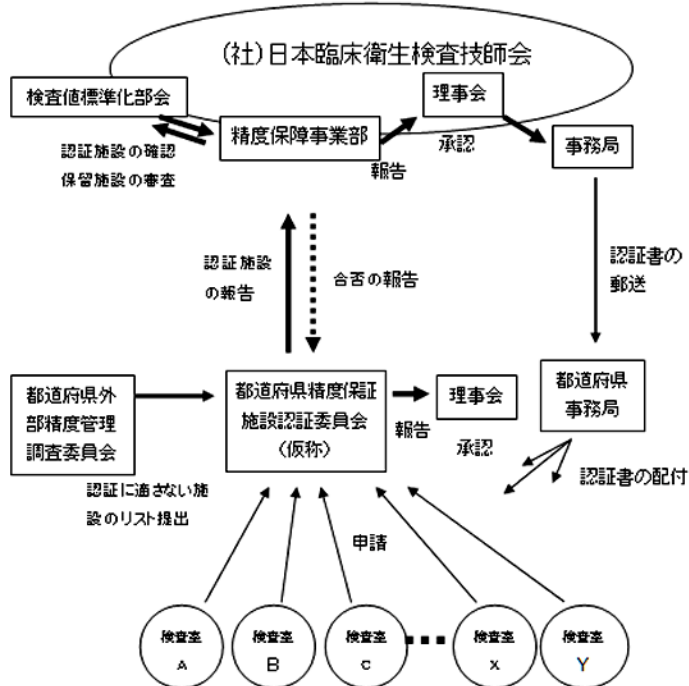 (社)日本臨床衛生検査技師会
検査値標準化部会
理事会
精度保障事業部
事務局
認証施設の確認
保留施設の審査
報告
承認
認証施設
の報告
合否の報告
認証書の
郵送
都道府県外
部精度管理
調査委員会
都道府県精度保証
施設認証委員会
(仮称)
報告
理事会
承認
都道府県
事務局
認証に適さない施
設のリスト提出
認証書の配付
申請
検査室
A
検査室
B
検査室
C
検査室
X
検査室
Y